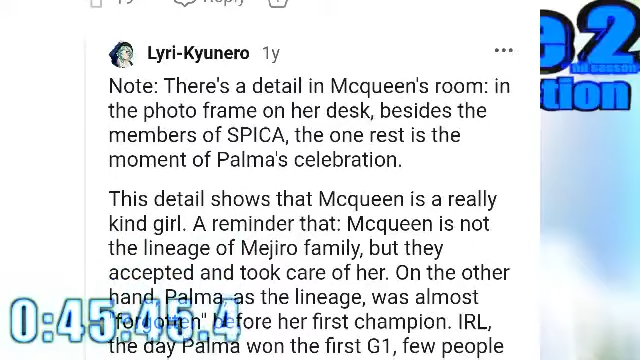 Reply
Lyri-Kyunero 1y
Note: There's a detail in Mcqueen's room: in
the photo frame on her desk, besides the
members of SPICA, the one rest is the
moment of Palma's celebration.
This detail shows that Mcqueen is a really
kind girl. A reminder that: Mcqueen is not
the lineage of Mejiro family, but they
accepted and took care of her. On the other
hand, Palma, as the lineage, was almost
"forgotten" before her first champion. IRL,
the day Palma won the first G1, few people
0:45:45.4
e 2
tion